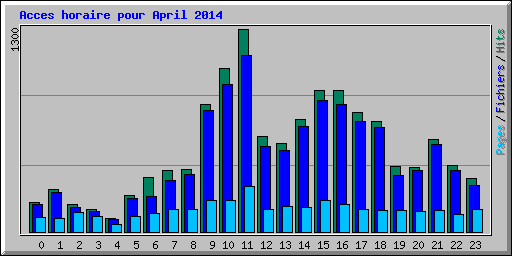 Acces horaire pour April 2014
1300
Pages / Fichiers / Hits
0 1 2 3 4 5 6 7 8 9 10 11 12 13 14 15 16 17 18 19 20 21 22 23